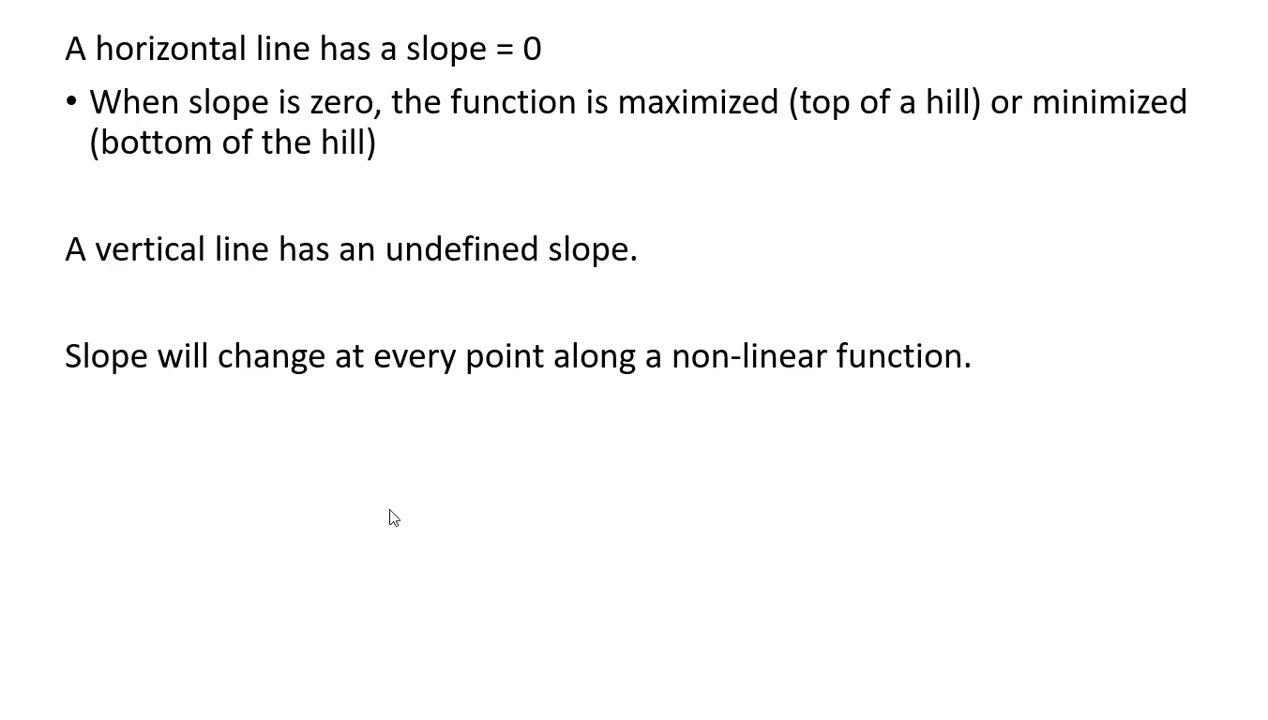 A horizontal line has a slope = 0
• When slope is zero, the function is maximized (top of a hill) or minimized
(bottom of the hill)
A vertical line has an undefined slope.
Slope will change at every point along a non-linear function.